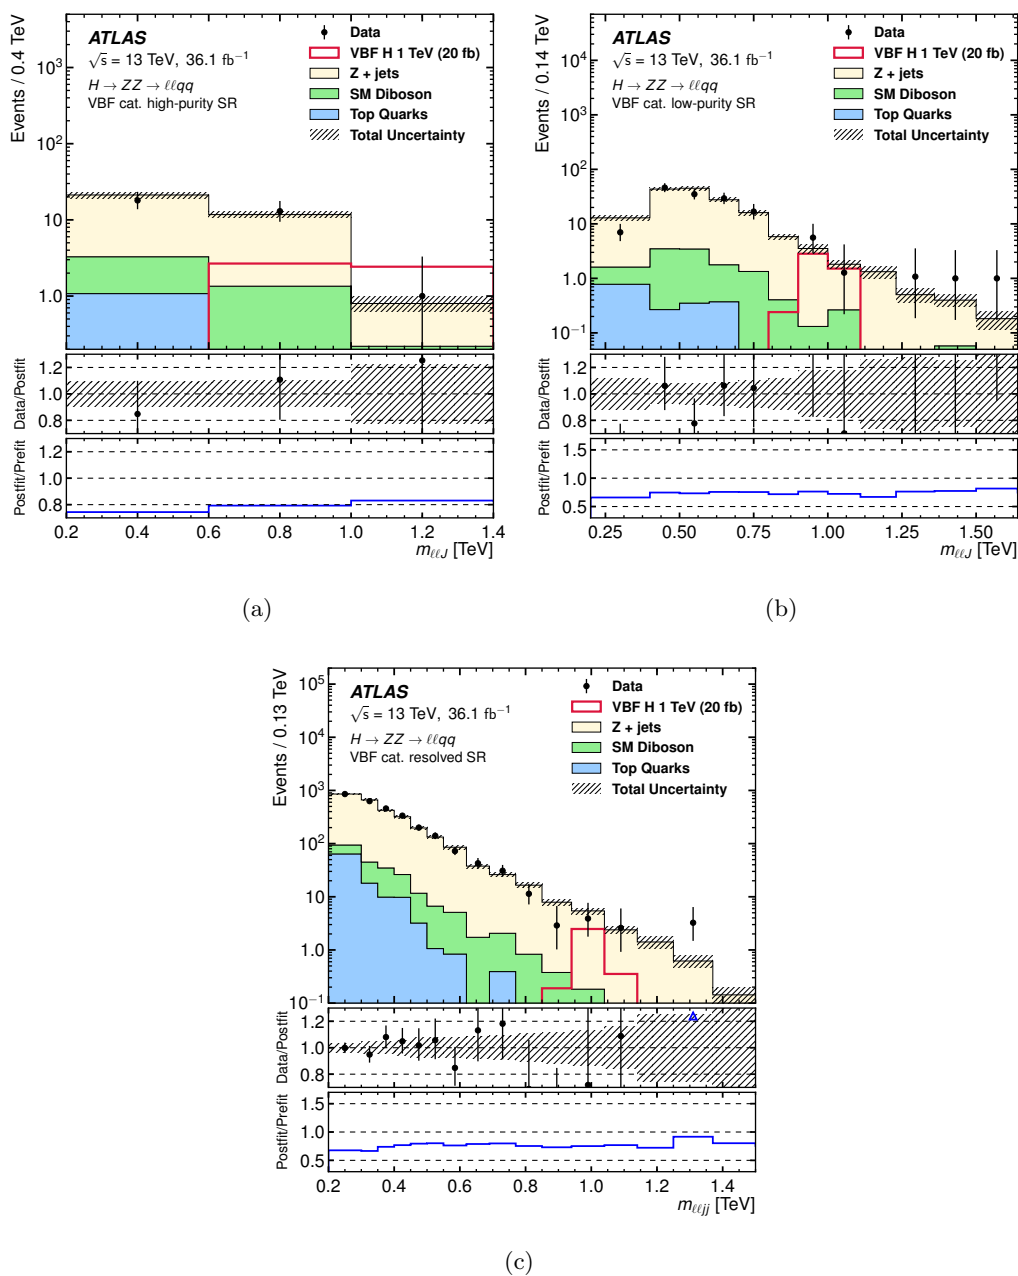 ATLAS
√s = 13 TeV, 36.1 fb⁻¹
H → ZZ → ℓℓqq
VBF cat. high-purity SR
Data
VBF H 1 TeV (20 fb)
Z + jets
SM Diboson
Top Quarks
Total Uncertainty
Events / 0.4 TeV
10³
10²
10
1.0
Data/Postfit
1.2
1.0
0.8
Postfit/Prefit
1.2
1.0
0.8
0.2 0.4 0.6 0.8 1.0 1.2 1.4
m_ℓℓJ [TeV]
(a)
ATLAS
√s = 13 TeV, 36.1 fb⁻¹
H → ZZ → ℓℓqq
VBF cat. low-purity SR
Data
VBF H 1 TeV (20 fb)
Z + jets
SM Diboson
Top Quarks
Total Uncertainty
Events / 0.14 TeV
10⁴
10³
10²
10
1.0
10⁻¹
Data/Postfit
1.2
1.0
0.8
Postfit/Prefit
1.5
1.0
0.5
0.25 0.50 0.75 1.00 1.25 1.50
m_ℓℓJ [TeV]
(b)
ATLAS
√s = 13 TeV, 36.1 fb⁻¹
H → ZZ → ℓℓqq
VBF cat. resolved SR
Data
VBF H 1 TeV (20 fb)
Z + jets
SM Diboson
Top Quarks
Total Uncertainty
Events / 0.13 TeV
10⁵
10⁴
10³
10²
10
1.0
10⁻¹
Data/Postfit
1.2
1.0
0.8
Postfit/Prefit
1.5
1.0
0.5
0.2 0.4 0.6 0.8 1.0 1.2 1.4
m_ℓℓjj [TeV]
(c)